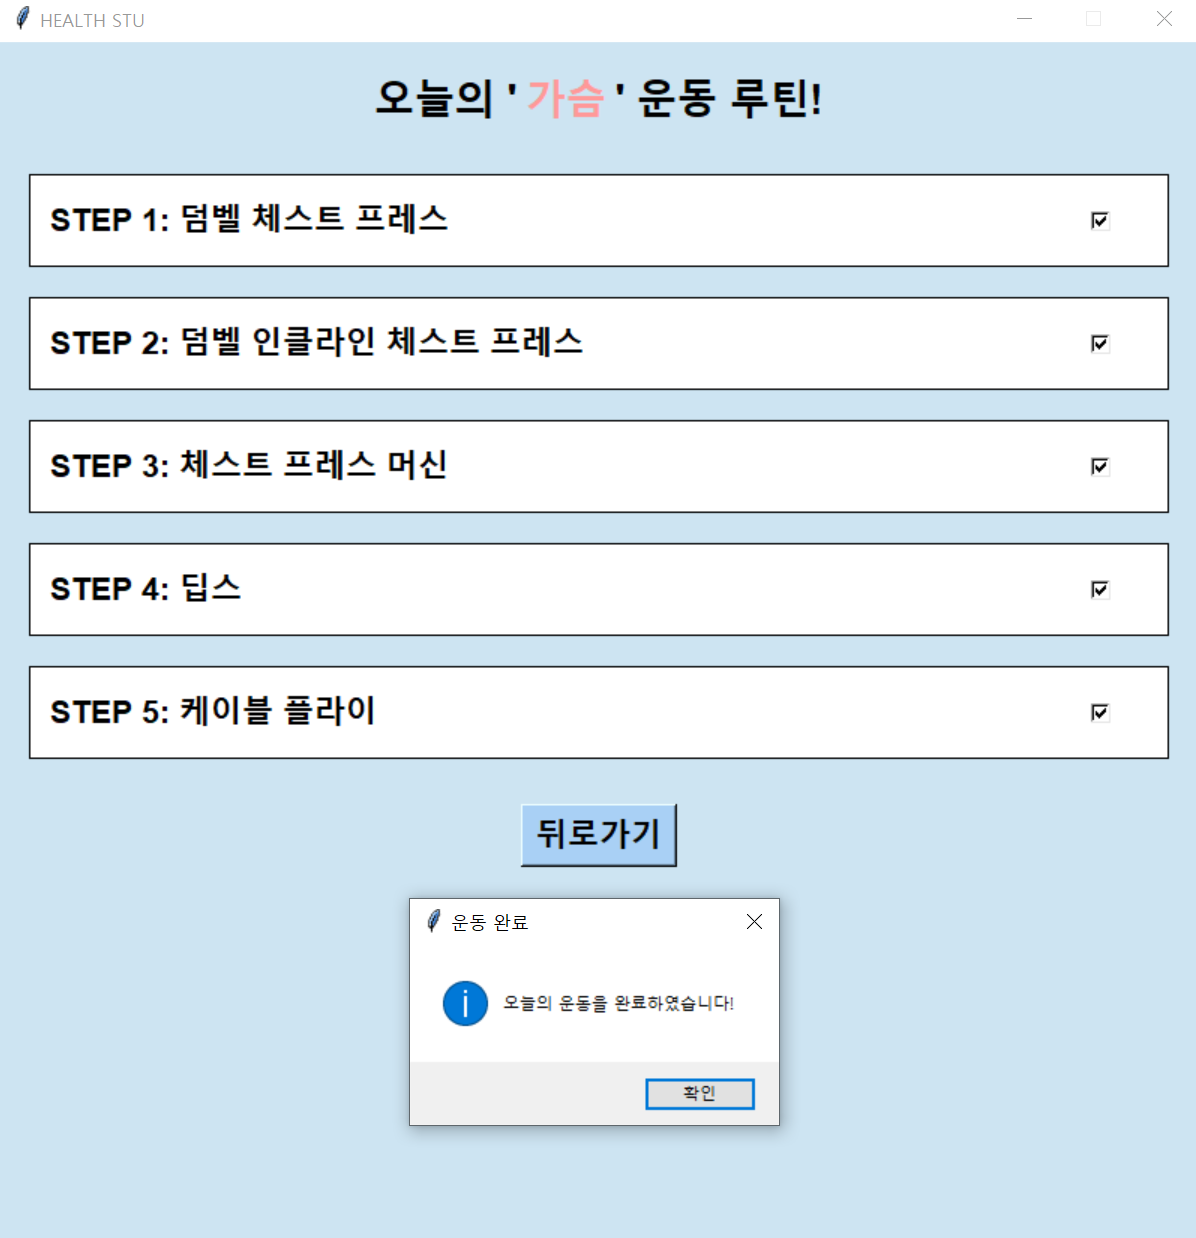 HEALTH STU
오늘의 ' 가슴 ' 운동 루틴!
STEP 1: 덤벨 체스트 프레스
STEP 2: 덤벨 인클라인 체스트 프레스
STEP 3: 체스트 프레스 머신
STEP 4: 딥스
STEP 5: 케이블 플라이
뒤로가기
운동 완료
오늘의 운동을 완료하였습니다!
확인